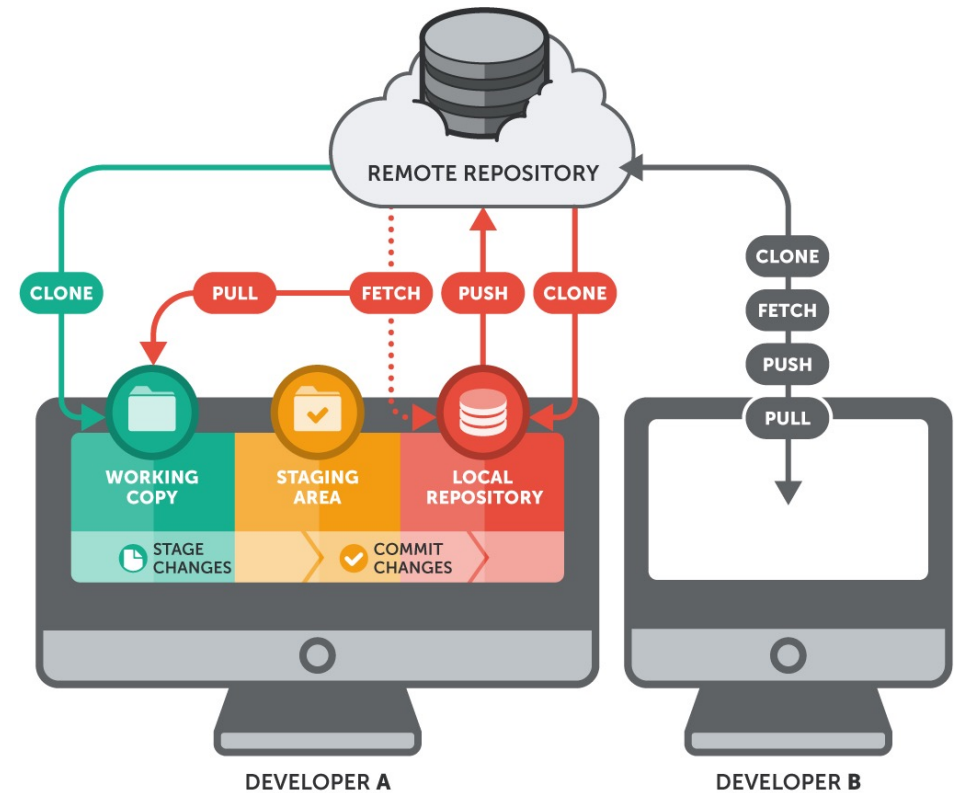 REMOTE REPOSITORY
CLONE
PULL
FETCH
PUSH
CLONE
WORKING
COPY
STAGING
AREA
LOCAL
REPOSITORY
STAGE
CHANGES
COMMIT
CHANGES
DEVELOPER A
CLONE
FETCH
PUSH
PULL
DEVELOPER B